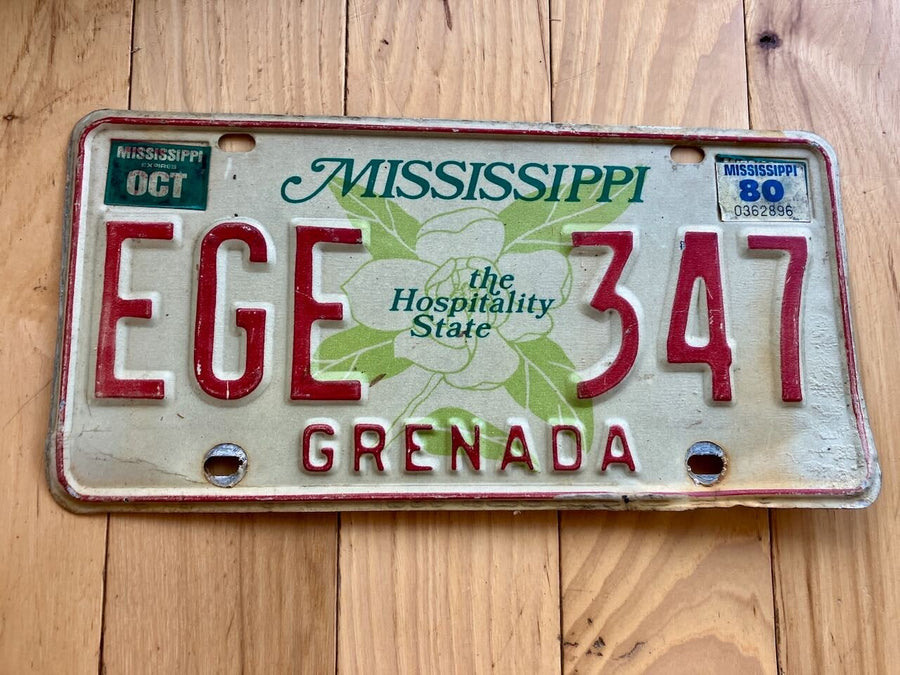 MISSISSIPPI
EXPIRES
OCT
MISSISSIPPI
MISSISSIPPI
80
0362896
EGE 347
the
Hospitality
State
GRENADA